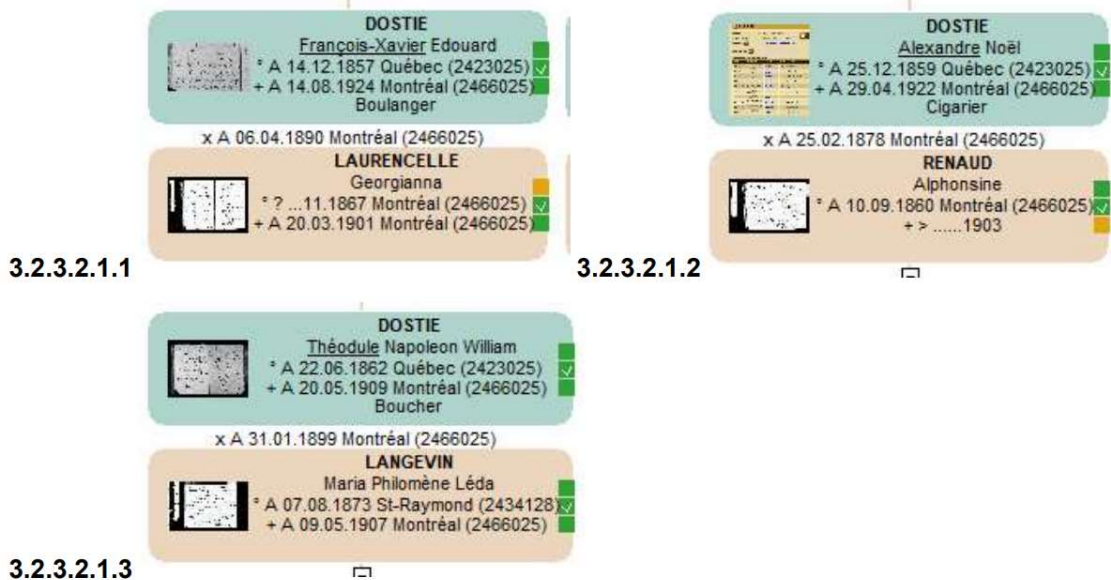 DOSTIE
François-Xavier Edouard
° A 14.12.1857 Québec (2423025)
+ A 14.08.1924 Montréal (2466025)
Boulanger
x A 06.04.1890 Montréal (2466025)
LAURENCELLE
Georgianna
° ? ...11.1867 Montréal (2466025)
+ A 20.03.1901 Montréal (2466025)
3.2.3.2.1.1
DOSTIE
Alexandre Noël
° A 25.12.1859 Québec (2423025)
+ A 29.04.1922 Montréal (2466025)
Cigarier
x A 25.02.1878 Montréal (2466025)
RENAUD
Alphonsine
° A 10.09.1860 Montréal (2466025)
+ > ......1903
3.2.3.2.1.2
DOSTIE
Théodule Napoleon William
° A 22.06.1862 Québec (2423025)
+ A 20.05.1909 Montréal (2466025)
Boucher
x A 31.01.1899 Montréal (2466025)
LANGEVIN
Maria Philomène Léda
° A 07.08.1873 St-Raymond (2434128)
+ A 09.05.1907 Montréal (2466025)
3.2.3.2.1.3